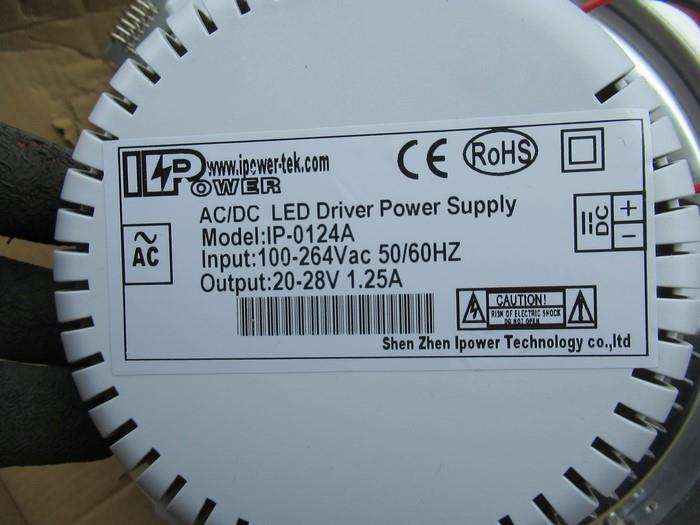 ILPOWER www.ipower-tek.com
CE RoHS
AC/DC LED Driver Power Supply
Model:IP-0124A
Input:100-264Vac 50/60HZ
Output:20-28V 1.25A
~
AC
DC + -
CAUTION!
RISK OF ELECTRIC SHOCK
DO NOT OPEN
Shen Zhen Ipower Technology co.,ltd